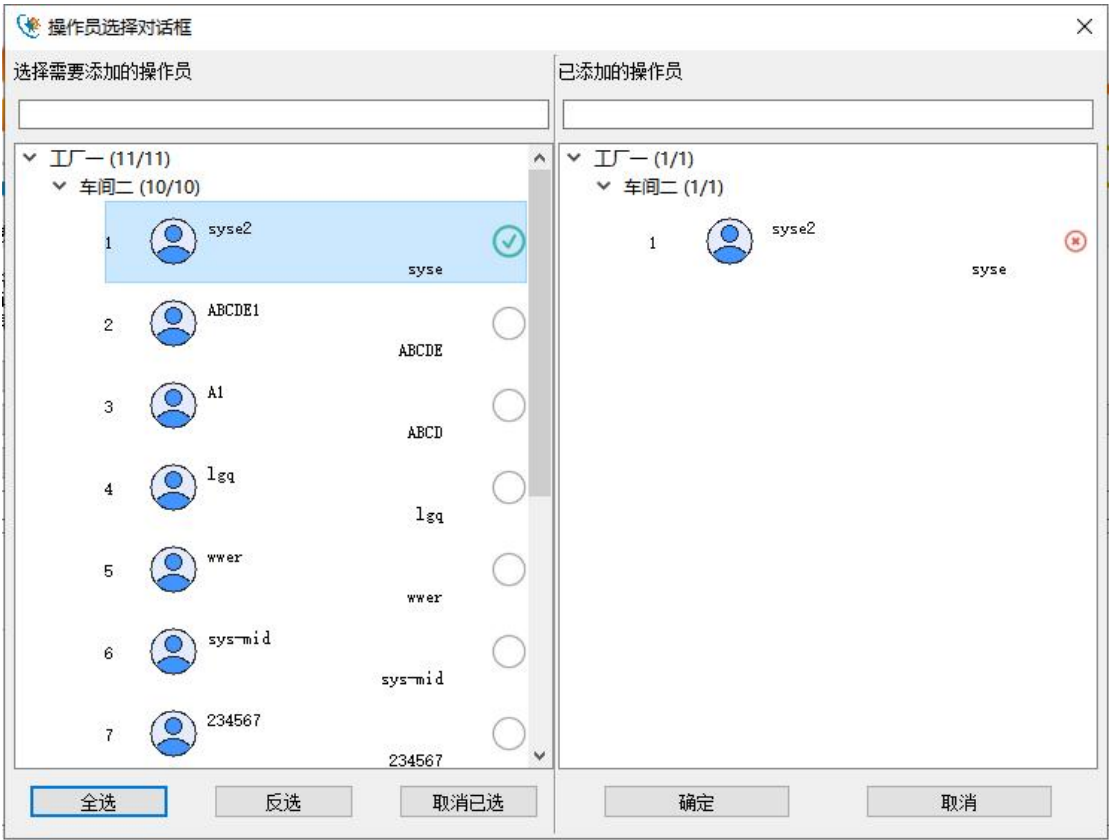 操作员选择对话框
选择需要添加的操作员
已添加的操作员
工厂一 (11/11)
车间二 (10/10)
1
syse2
syse
2
ABCDE1
ABCDE
3
A1
ABCD
4
lgq
lgq
5
wwer
wwer
6
sys-mid
sys-mid
7
234567
234567
工厂一 (1/1)
车间二 (1/1)
1
syse2
syse
全选
反选
取消已选
确定
取消